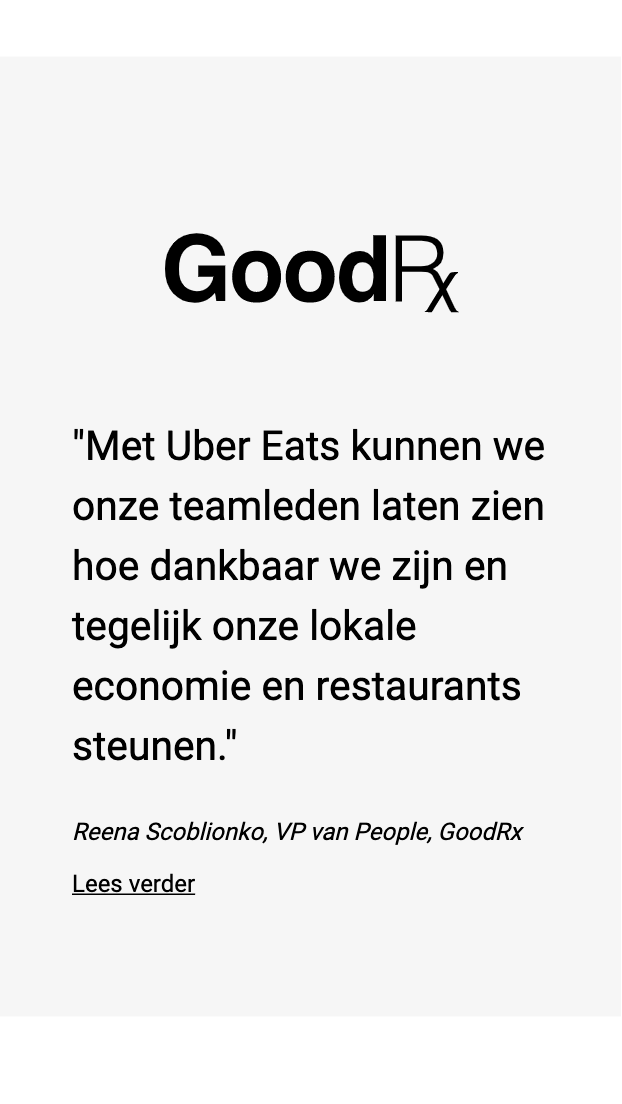 GoodRx
"Met Uber Eats kunnen we
onze teamleden laten zien
hoe dankbaar we zijn en
tegelijk onze lokale
economie en restaurants
steunen."
Reena Scoblionko, VP van People, GoodRx
Lees verder